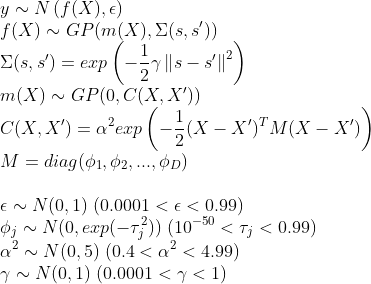 y ∼ N (f(X), ϵ)
f(X) ∼ GP(m(X), Σ(s, s′))
Σ(s, s′) = exp(−1/2 γ ‖s − s′‖²)
m(X) ∼ GP(0, C(X, X′))
C(X, X′) = α²exp(−1/2 (X − X′)ᵀM(X − X′))
M = diag(ϕ₁, ϕ₂, ..., ϕ_D)
ϵ ∼ N(0, 1) (0.0001 < ϵ < 0.99)
ϕⱼ ∼ N(0, exp(−τⱼ²)) (10⁻⁵⁰ < τⱼ < 0.99)
α² ∼ N(0, 5) (0.4 < α² < 4.99)
γ ∼ N(0, 1) (0.0001 < γ < 1)